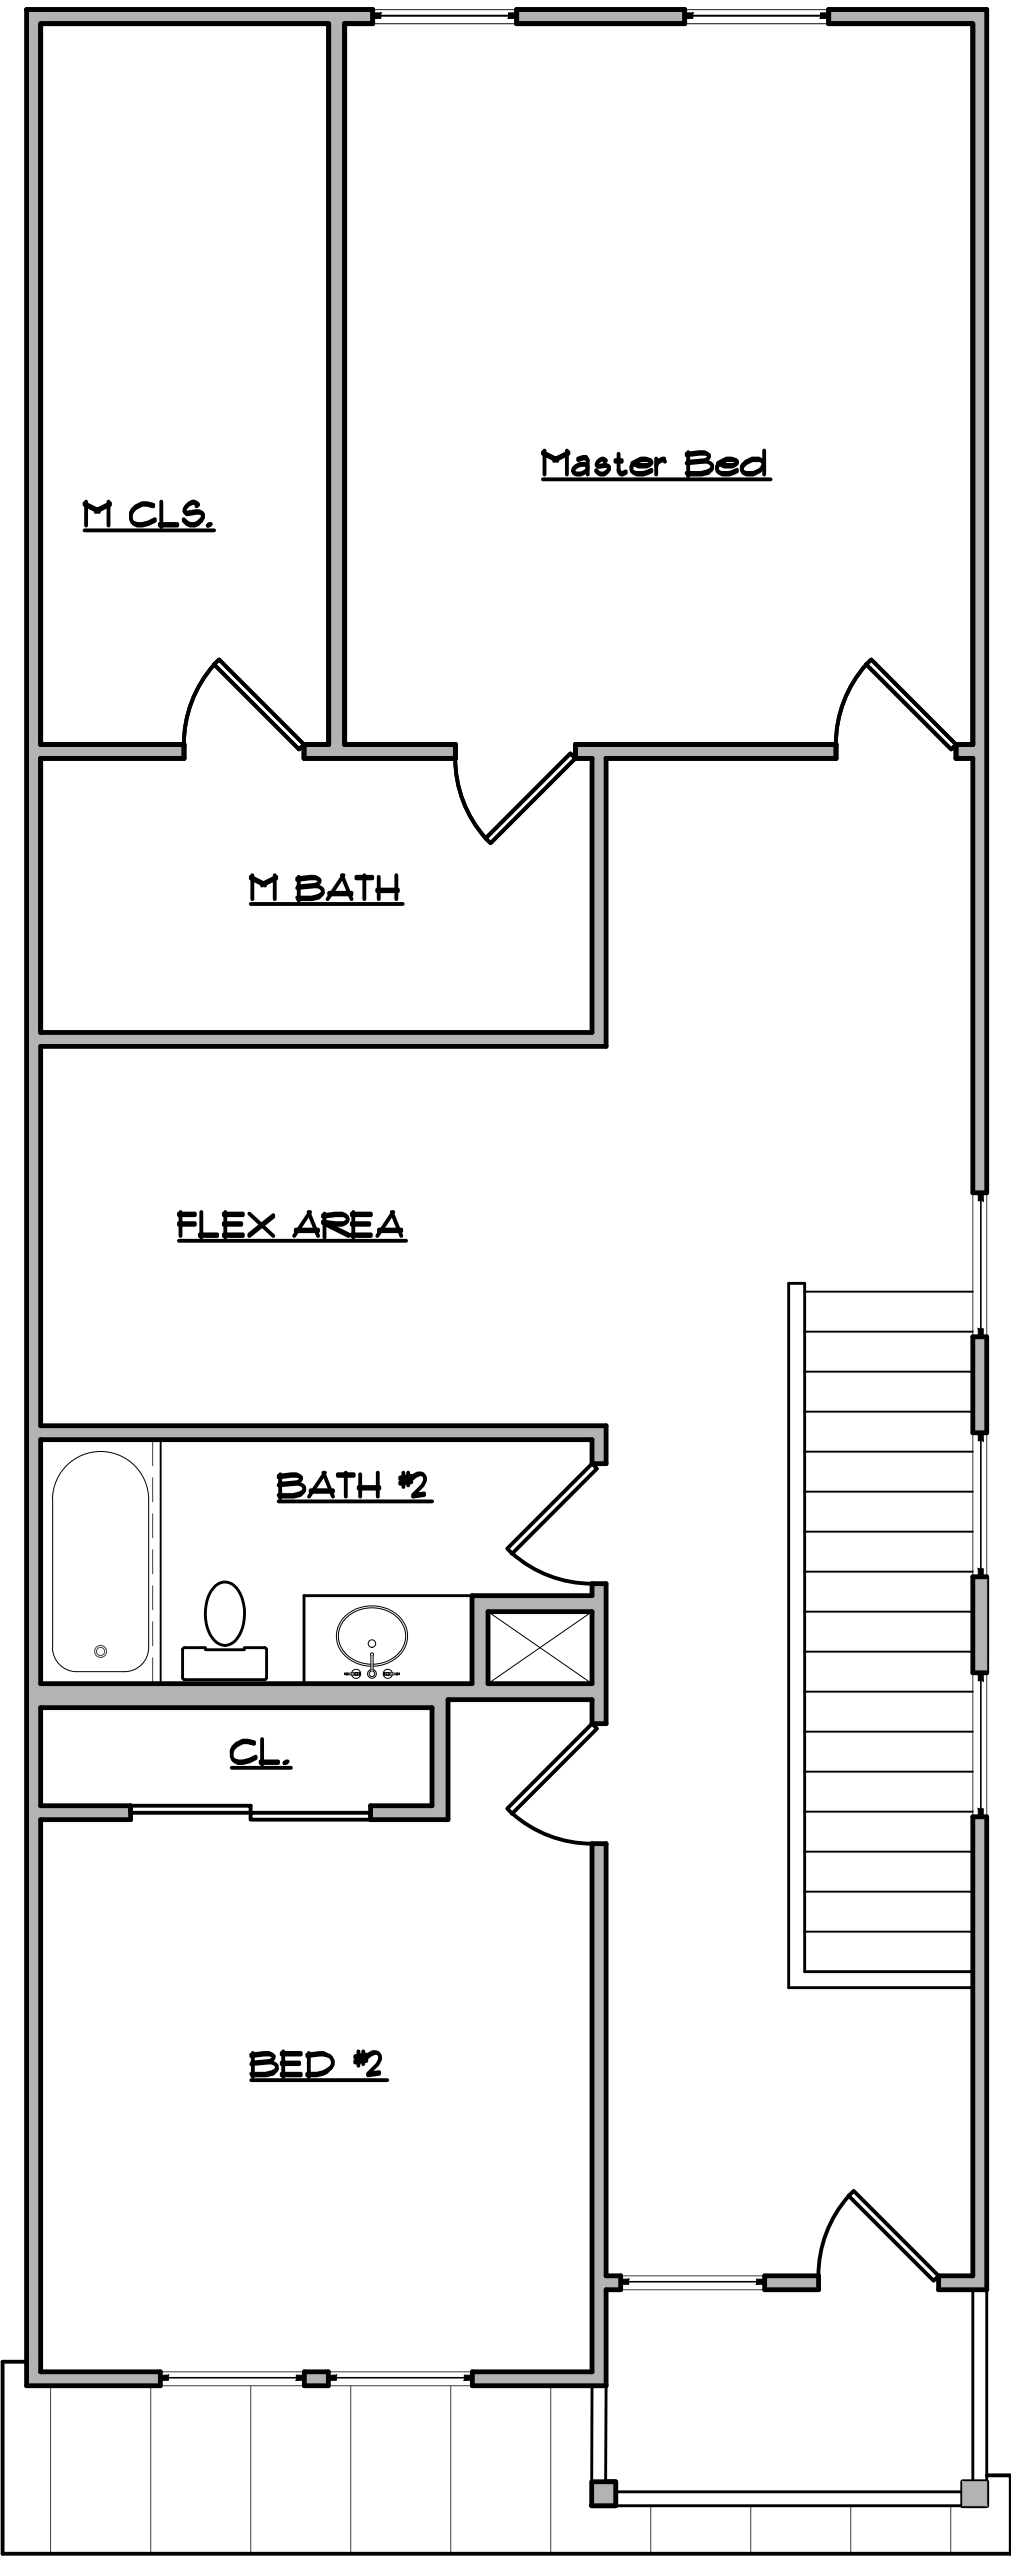 Master Bed
M CLS.
M BATH
FLEX AREA
BATH #2
CL.
BED #2